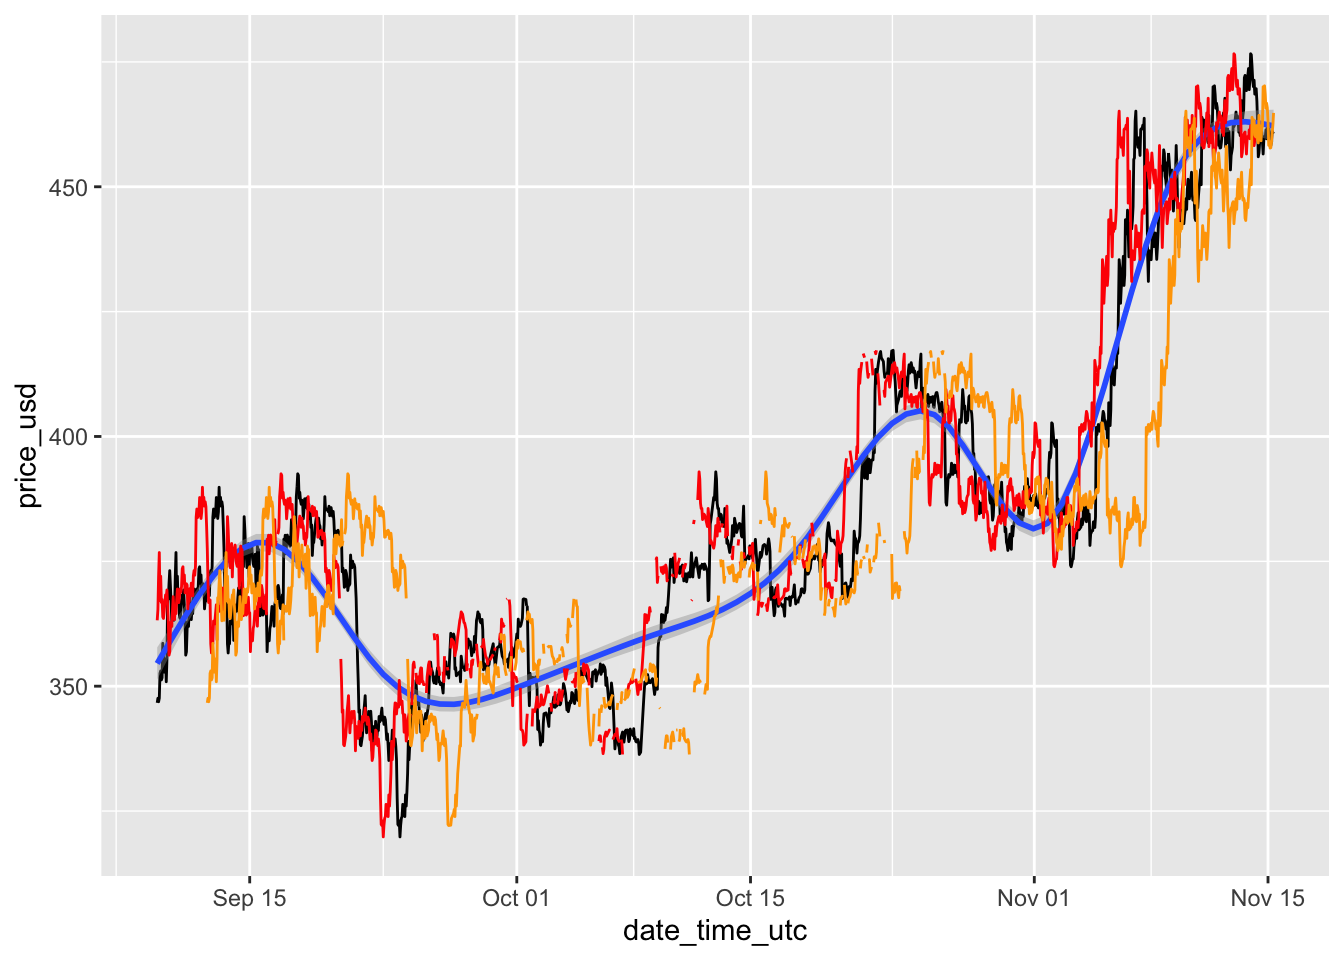 price_usd
450
400
350
Sep 15
Oct 01
Oct 15
Nov 01
Nov 15
date_time_utc